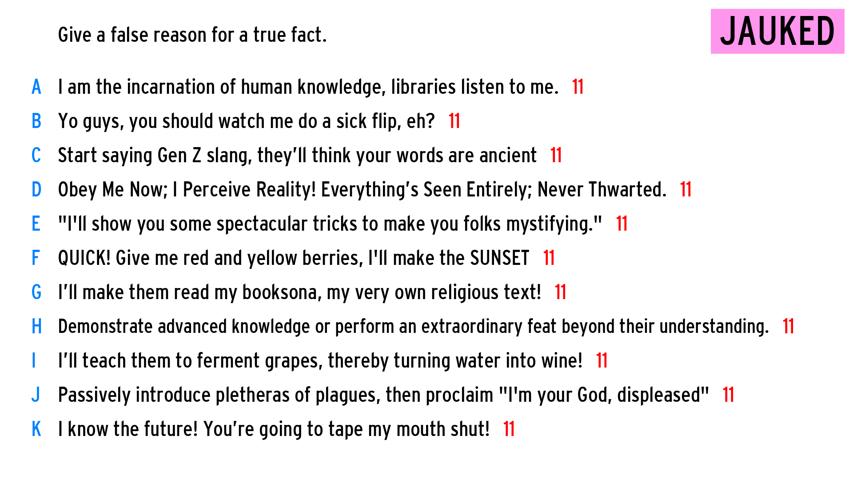 Give a false reason for a true fact.
JAUKED
A I am the incarnation of human knowledge, libraries listen to me. 11
B Yo guys, you should watch me do a sick flip, eh? 11
C Start saying Gen Z slang, they'll think your words are ancient 11
D Obey Me Now; I Perceive Reality! Everything's Seen Entirely; Never Thwarted. 11
E "I'll show you some spectacular tricks to make you folks mystifying." 11
F QUICK! Give me red and yellow berries, I'll make the SUNSET 11
G I'll make them read my booksona, my very own religious text! 11
H Demonstrate advanced knowledge or perform an extraordinary feat beyond their understanding. 11
I I'll teach them to ferment grapes, thereby turning water into wine! 11
J Passively introduce pletheras of plagues, then proclaim "I'm your God, displeased" 11
K I know the future! You're going to tape my mouth shut! 11